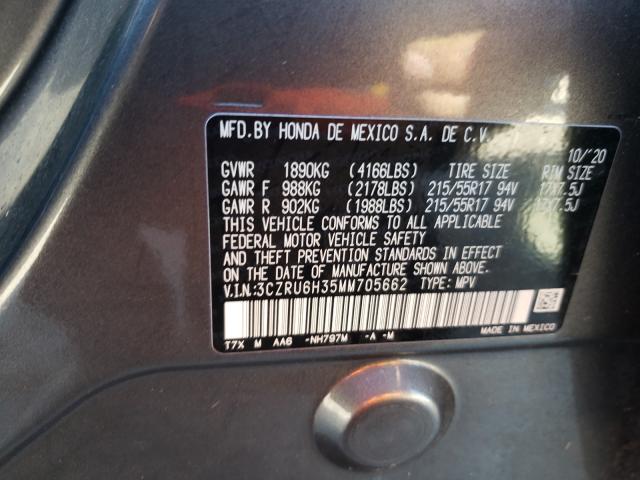 MFD.BY HONDA DE MEXICO S.A. DE C.V.
10/'20
GVWR 1890KG (4166LBS) TIRE SIZE RIM SIZE
GAWR F 988KG (2178LBS) 215/55R17 94V 17X7.5J
GAWR R 902KG (1988LBS) 215/55R17 94V 17X7.5J
THIS VEHICLE CONFORMS TO ALL APPLICABLE
FEDERAL MOTOR VEHICLE SAFETY
AND THEFT PREVENTION STANDARDS IN EFFECT
ON THE DATE OF MANUFACTURE SHOWN ABOVE.
V.I.N:3CZRU6H35MM705662 TYPE: MPV
MADE IN MEXICO
T7X M AA6 -NH797M -A -M